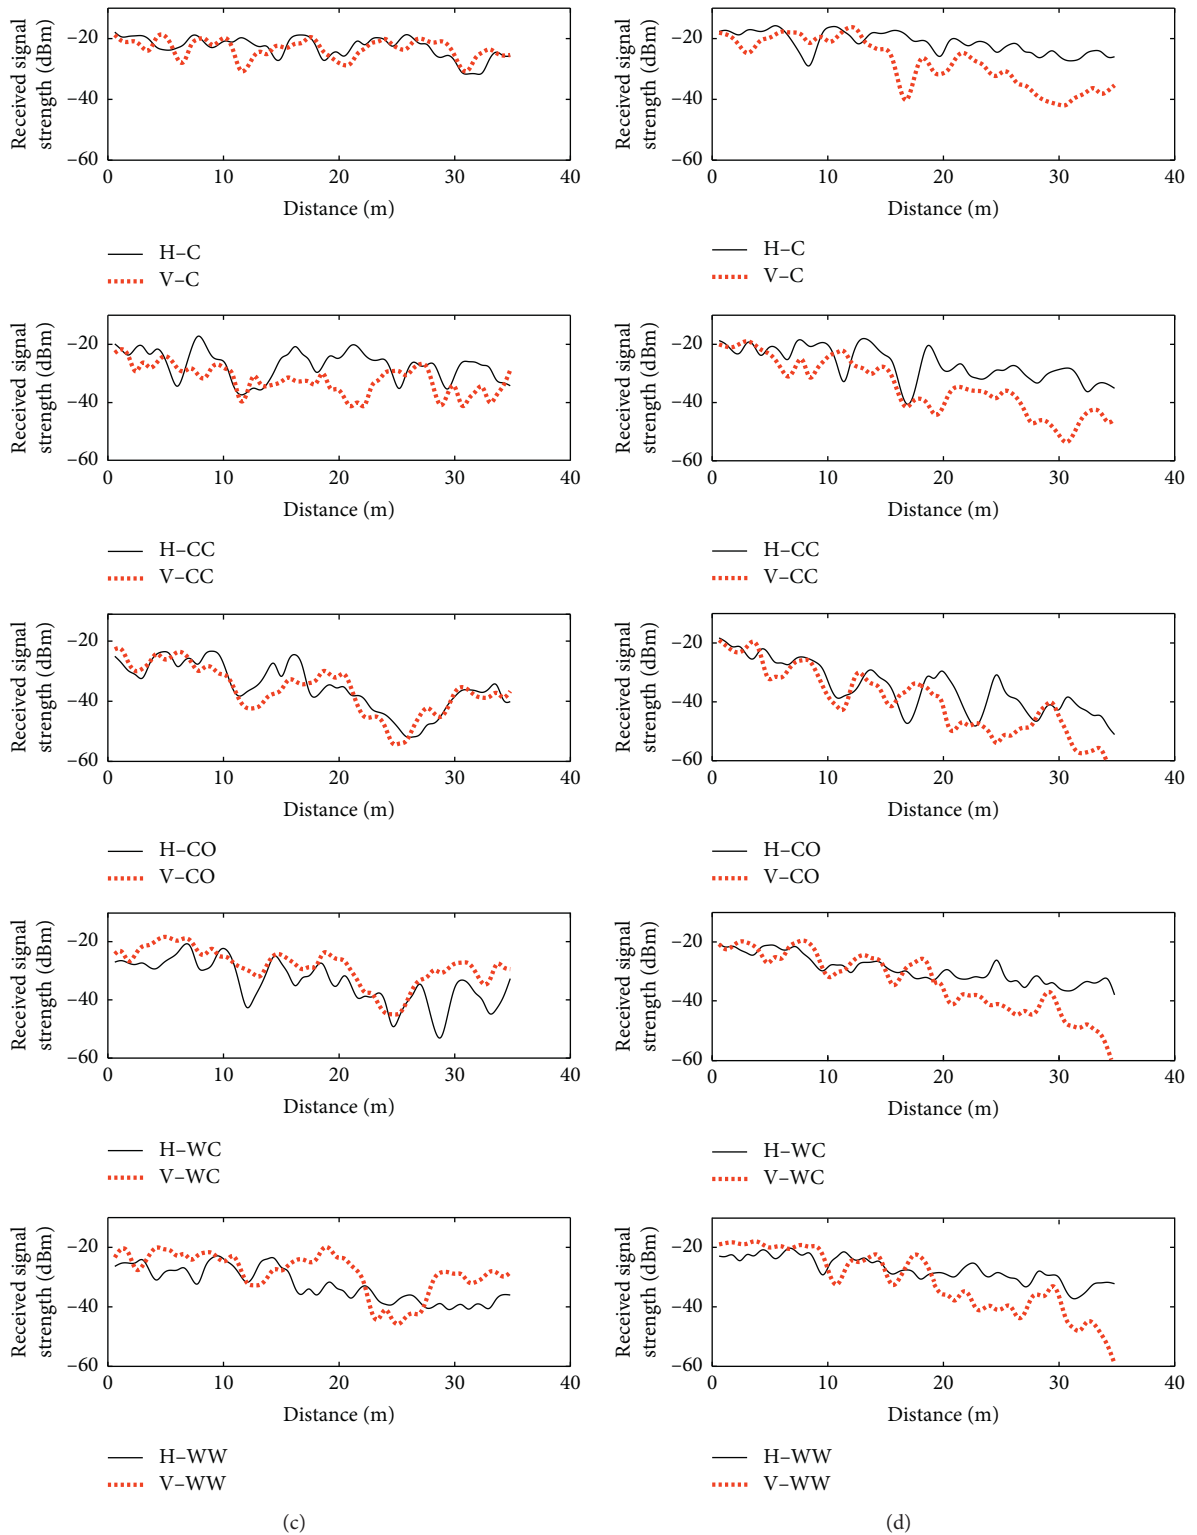 Received signal
strength (dBm)
−20
−40
−60
0 10 20 30 40
Distance (m)
H–C
V–C
Received signal
strength (dBm)
−20
−40
−60
0 10 20 30 40
Distance (m)
H–CC
V–CC
Received signal
strength (dBm)
−20
−40
−60
0 10 20 30 40
Distance (m)
H–CO
V–CO
Received signal
strength (dBm)
−20
−40
−60
0 10 20 30 40
Distance (m)
H–WC
V–WC
Received signal
strength (dBm)
−20
−40
−60
0 10 20 30 40
Distance (m)
H–WW
V–WW
(c)
Received signal
strength (dBm)
−20
−40
−60
0 10 20 30 40
Distance (m)
H–C
V–C
Received signal
strength (dBm)
−20
−40
−60
0 10 20 30 40
Distance (m)
H–CC
V–CC
Received signal
strength (dBm)
−20
−40
−60
0 10 20 30 40
Distance (m)
H–CO
V–CO
Received signal
strength (dBm)
−20
−40
−60
0 10 20 30 40
Distance (m)
H–WC
V–WC
Received signal
strength (dBm)
−20
−40
−60
0 10 20 30 40
Distance (m)
H–WW
V–WW
(d)